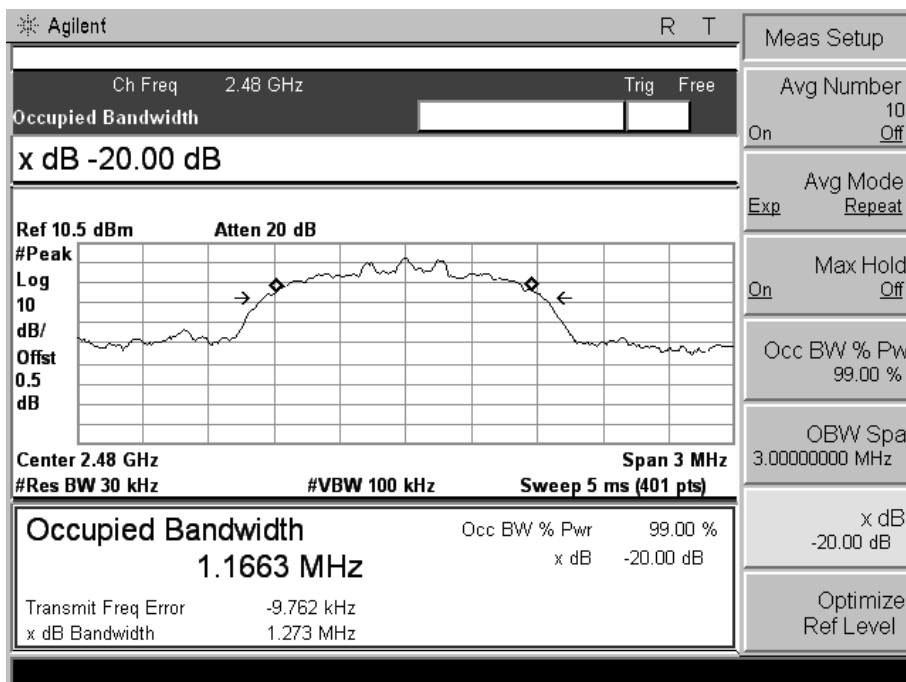 Agilent R T
Ch Freq 2.48 GHz Trig Free
Occupied Bandwidth
x dB -20.00 dB
Ref 10.5 dBm Atten 20 dB
#Peak
Log
10
dB/
Offst
0.5
dB
Center 2.48 GHz Span 3 MHz
#Res BW 30 kHz #VBW 100 kHz Sweep 5 ms (401 pts)
Occupied Bandwidth Occ BW % Pwr 99.00 %
1.1663 MHz x dB -20.00 dB
Transmit Freq Error -9.762 kHz
x dB Bandwidth 1.273 MHz
Meas Setup
Avg Number
10
On Off
Avg Mode
Exp Repeat
Max Hold
On Off
Occ BW % Pw
99.00 %
OBW Spa
3.00000000 MHz
x dB
-20.00 dB
Optimize
Ref Level